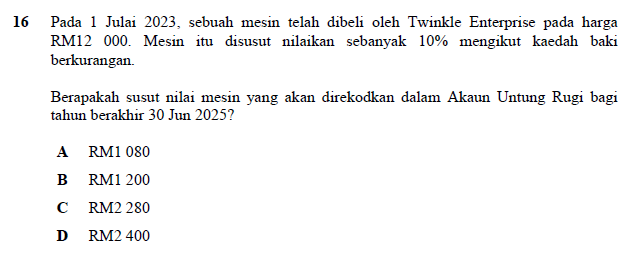 16 Pada 1 Julai 2023, sebuah mesin telah dibeli oleh Twinkle Enterprise pada harga
RM12 000. Mesin itu disusut nilaikan sebanyak 10% mengikut kaedah baki
berkurangan.
Berapakah susut nilai mesin yang akan direkodkan dalam Akaun Untung Rugi bagi
tahun berakhir 30 Jun 2025?
A RM1 080
B RM1 200
C RM2 280
D RM2 400